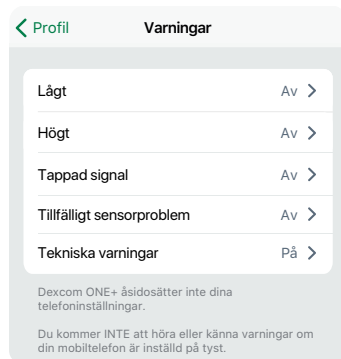 Profil Varningar
Lågt Av
Högt Av
Tappad signal Av
Tillfälligt sensorproblem Av
Tekniska varningar På
Dexcom ONE+ åsidosätter inte dina
telefoninställningar.
Du kommer INTE att höra eller känna varningar om
din mobiltelefon är inställd på tyst.